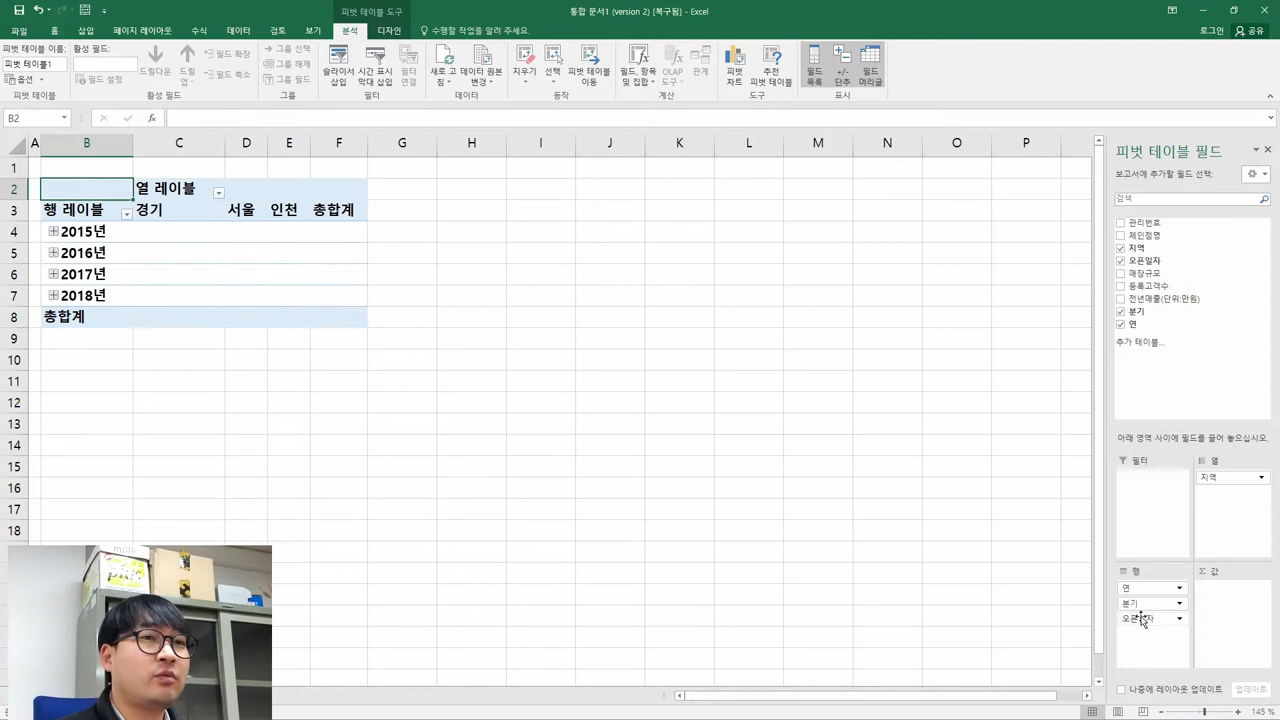 피벗 테이블 도구
통합 문서1 (version 2) [복구됨] - Excel
파일 홈 삽입 페이지 레이아웃 수식 데이터 검토 보기 분석 디자인 수행할 작업을 알려 주세요. 로그인 공유
피벗 테이블 이름: 활성 필드:
피벗 테이블1
옵션 필드 설정
드릴다운 드릴업
필드 확장
필드 축소
그룹 선택
그룹 해제
그룹 필드
슬라이서 삽입 시간 표시 막대 삽입 필터 연결
새로 고침 데이터 원본 변경
지우기 선택 피벗 테이블 이동
필드, 항목 및 집합 OLAP 도구 관계
피벗 차트 추천 피벗 테이블
필드 목록 +/- 단추 필드 머리글
피벗 테이블 활성 필드 그룹 필터 데이터 동작 계산 도구 표시
B2 fx
A B C D E F G H I J K L M N O P
1
2 열 레이블
3 행 레이블 경기 서울 인천 총합계
4 2015년
5 2016년
6 2017년
7 2018년
8 총합계
9
10
11
12
13
14
15
16
17
18
피벗 테이블 필드
보고서에 추가할 필드 선택:
검색
관리번호
체인점명
지역
오픈일자
매장규모
등록고객수
전년매출(단위:만원)
분기
연
추가 테이블...
아래 영역 사이에 필드를 끌어 놓으십시오.
필터 열
지역
행 값
연
분기
오픈일자
나중에 레이아웃 업데이트 업데이트
145 %